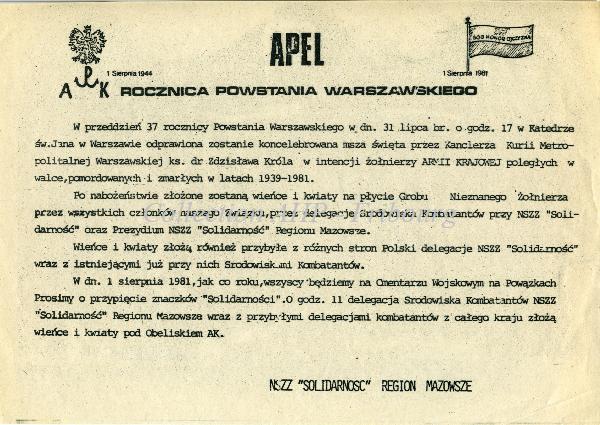 APEL
BÓG HONÓR OJCZYZNA
1 Sierpnia 1944
1 Sierpnia 1981
A K ROCZNICA POWSTANIA WARSZAWSKIEGO
W przeddzień 37 rocznicy Powstania Warszawskiego w dn. 31 lipca br. o godz. 17 w Katedrze
św.Jana w Warszawie odprawiona zostanie koncelebrowana msza święta przez Kanclerza Kurii Metro-
politalnej Warszawskiej ks. dr Zdzisława Króla w intencji żołnierzy ARMII KRAJOWEJ poległych w
walce,pomordowanych i zmarłych w latach 1939-1981.
Po nabożeństwie złożone zostaną wieńce i kwiaty na płycie Grobu Nieznanego Żołnierza
przez wszystkich członków naszego Związku,przez delegacje Środowiska Kombatantów przy NSZZ "Soli-
darność" oraz Prezydium NSZZ "Solidarność" Regionu Mazowsze.
Wieńce i kwiaty złożą również przybyłe z różnych stron Polski delegacje NSZZ "Solidarność"
wraz z istniejącymi już przy nich Srodowiskami Kombatantów.
W dn. 1 sierpnia 1981,jak co roku,wszyscy będziemy na Cmentarzu Wojskowym na Powązkach
Prosimy o przypięcie znaczków "Solidarności".O godz. 11 delegacja Srodowiska Kombatantów NSZZ
"Solidarność" Regionu Mazowsze wraz z przybyłymi delegacjami kombatantów z całego kraju złożą
wieńce i kwiaty pod Obeliskiem AK.
NSZZ "SOLIDARNOSC" REGION MAZOWSZE